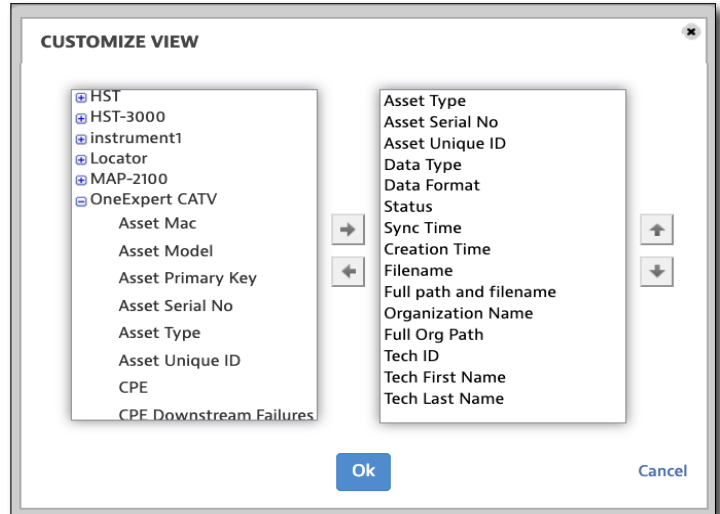 CUSTOMIZE VIEW
HST
HST-3000
instrument1
Locator
MAP-2100
OneExpert CATV
Asset Mac
Asset Model
Asset Primary Key
Asset Serial No
Asset Type
Asset Unique ID
CPE
CPE Downstream Failures
Asset Type
Asset Serial No
Asset Unique ID
Data Type
Data Format
Status
Sync Time
Creation Time
Filename
Full path and filename
Organization Name
Full Org Path
Tech ID
Tech First Name
Tech Last Name
Ok
Cancel